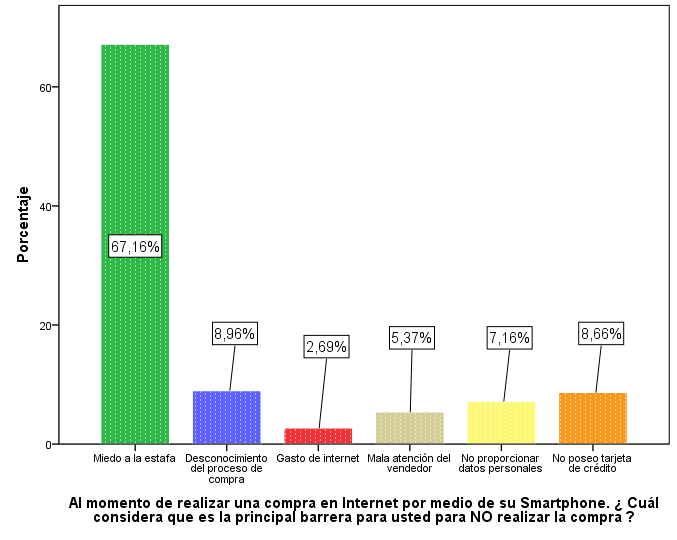 Porcentaje
60
40
20
0
67,16%
8,96%
2,69%
5,37%
7,16%
8,66%
Miedo a la estafa
Desconocimiento
del proceso de
compra
Gasto de internet
Mala atención del
vendedor
No proporcionar
datos personales
No poseo tarjeta
de crédito
Al momento de realizar una compra en Internet por medio de su Smartphone. ¿ Cuál
considera que es la principal barrera para usted para NO realizar la compra ?